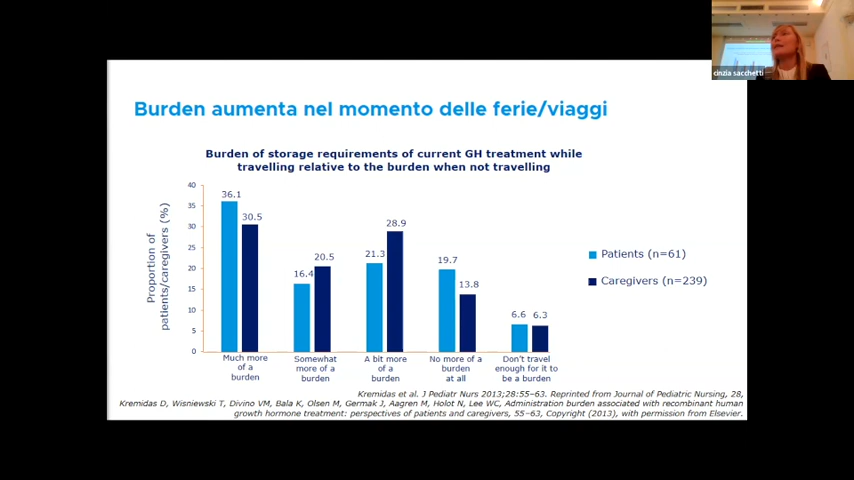 cinzia sacchetti
Burden aumenta nel momento delle ferie/viaggi
Burden of storage requirements of current GH treatment while
travelling relative to the burden when not travelling
Proportion of
patients/caregivers (%)
40
35
30
25
20
15
10
5
0
36.1
30.5
16.4
20.5
21.3
28.9
19.7
13.8
6.6
6.3
Much more
of a
burden
Somewhat
more of a
burden
A bit more
of a
burden
No more of a
burden
at all
Don't travel
enough for it to
be a burden
Patients (n=61)
Caregivers (n=239)
Kremidas et al. J Pediatr Nurs 2013;28:55–63. Reprinted from Journal of Pediatric Nursing, 28,
Kremidas D, Wisniewski T, Divino VM, Bala K, Olsen M, Germak J, Aagren M, Holot N, Lee WC, Administration burden associated with recombinant human
growth hormone treatment: perspectives of patients and caregivers, 55–63, Copyright (2013), with permission from Elsevier.